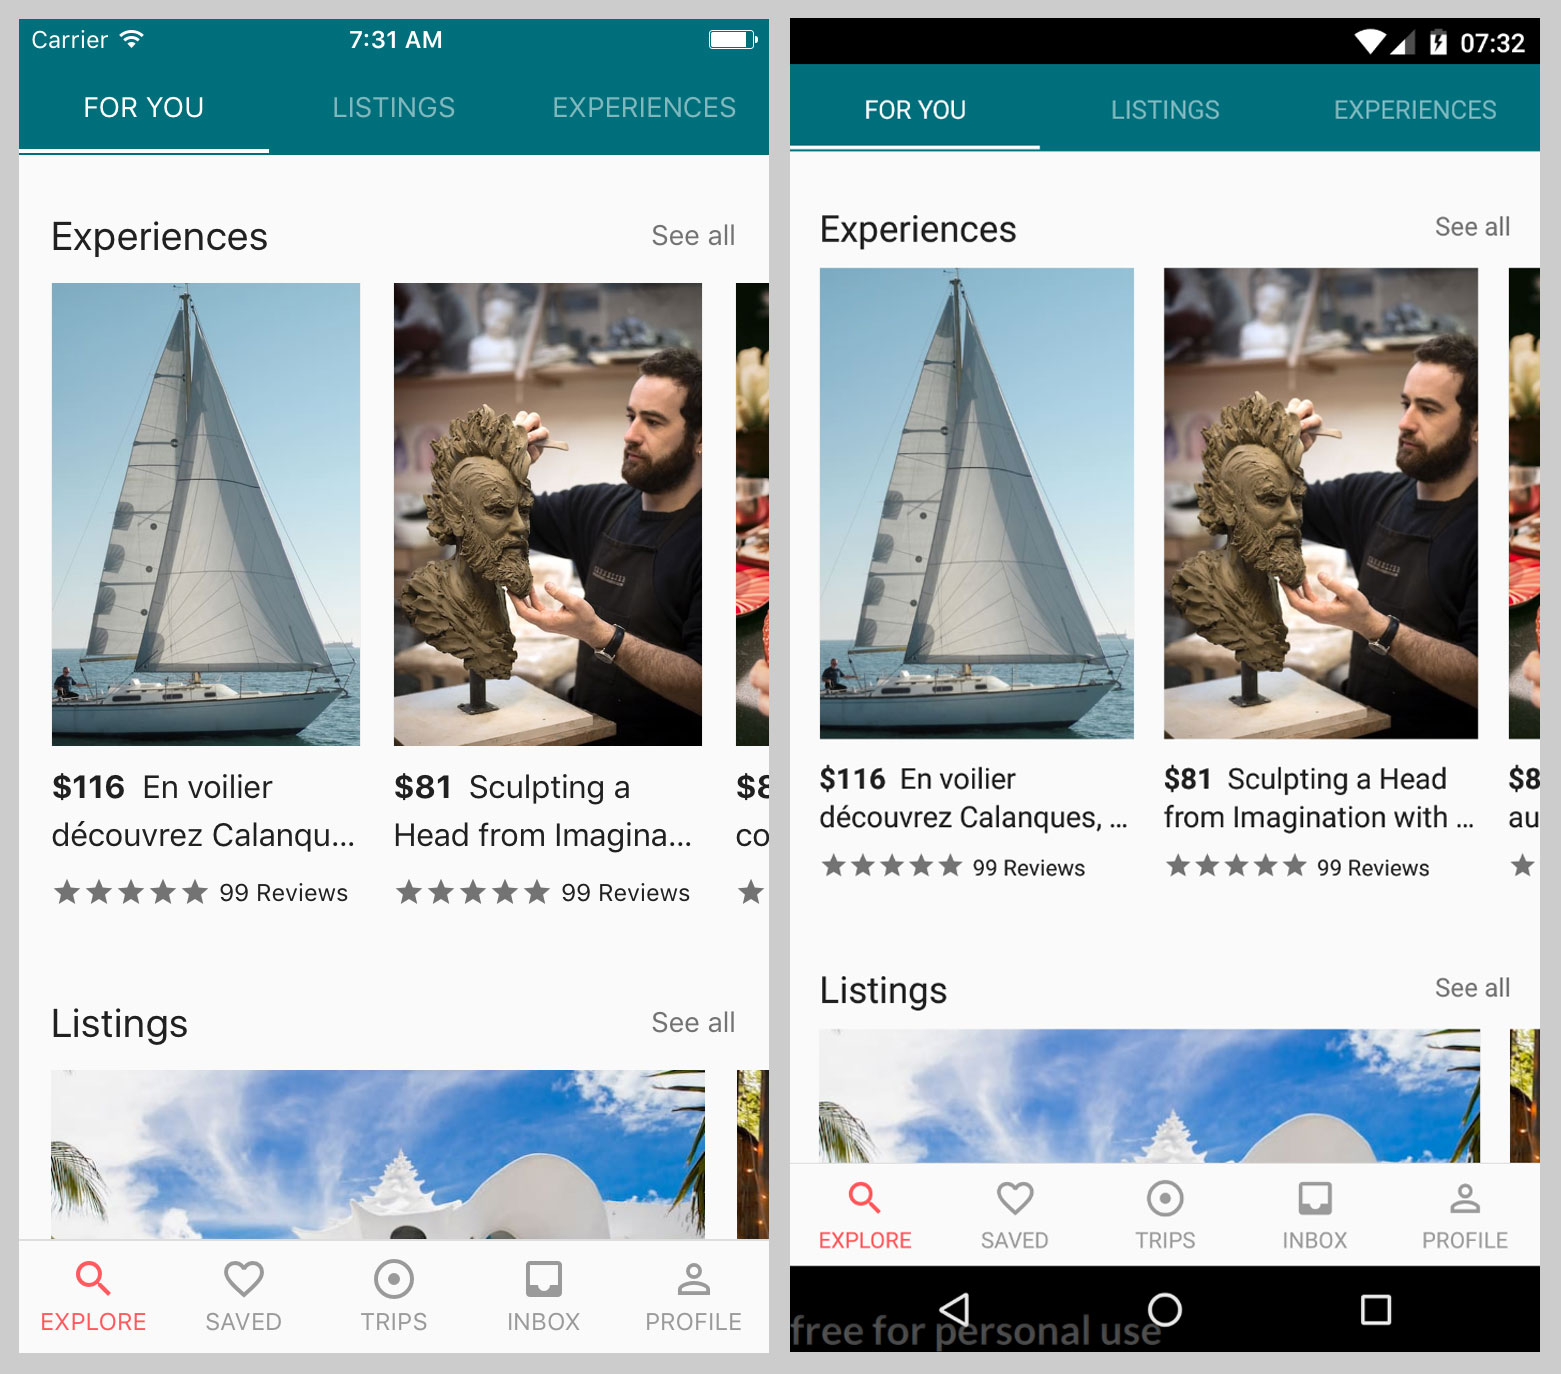 Carrier 7:31 AM
FOR YOU LISTINGS EXPERIENCES
Experiences See all
$116 En voilier
découvrez Calanqu...
★★★★★ 99 Reviews
$81 Sculpting a
Head from Imagina...
★★★★★ 99 Reviews
$8
co
★
Listings See all
EXPLORE SAVED TRIPS INBOX PROFILE
07:32
FOR YOU LISTINGS EXPERIENCES
Experiences See all
$116 En voilier
découvrez Calanques, ...
★★★★★ 99 Reviews
$81 Sculpting a Head
from Imagination with ...
★★★★★ 99 Reviews
$8
au
★
Listings See all
EXPLORE SAVED TRIPS INBOX PROFILE
free for personal use